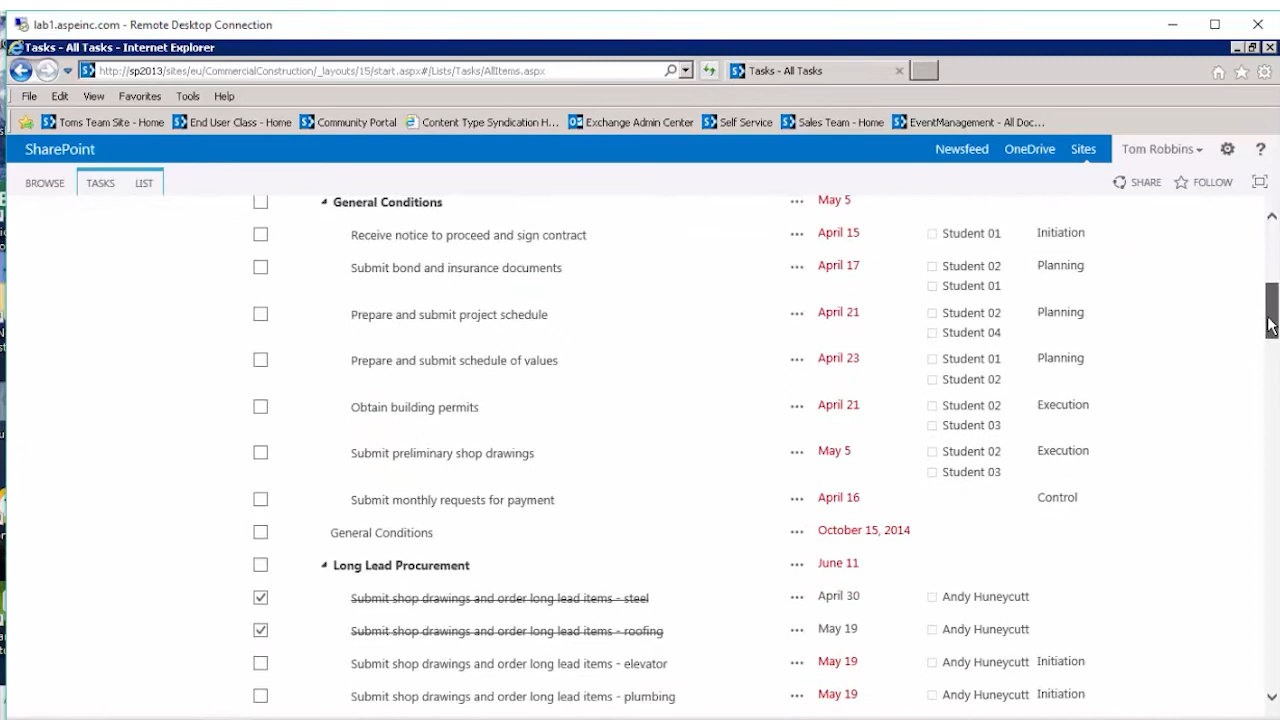 lab1.aspeinc.com - Remote Desktop Connection
Tasks - All Tasks - Internet Explorer
http://sp2013/sites/eu/CommercialConstruction/_layouts/15/start.aspx#/Lists/Tasks/AllItems.aspx
Tasks - All Tasks
File Edit View Favorites Tools Help
Toms Team Site - Home End User Class - Home Community Portal Content Type Syndication H... Exchange Admin Center Self Service Sales Team - Home EventManagement - All Doc...
SharePoint Newsfeed OneDrive Sites Tom Robbins ?
BROWSE TASKS LIST SHARE FOLLOW
General Conditions ... May 5
Receive notice to proceed and sign contract ... April 15 Student 01 Initiation
Submit bond and insurance documents ... April 17 Student 02 Planning
Student 01
Prepare and submit project schedule ... April 21 Student 02 Planning
Student 04
Prepare and submit schedule of values ... April 23 Student 01 Planning
Student 02
Obtain building permits ... April 21 Student 02 Execution
Student 03
Submit preliminary shop drawings ... May 5 Student 02 Execution
Student 03
Submit monthly requests for payment ... April 16 Control
General Conditions ... October 15, 2014
Long Lead Procurement ... June 11
Submit shop drawings and order long lead items - steel ... April 30 Andy Huneycutt
Submit shop drawings and order long lead items - roofing ... May 19 Andy Huneycutt
Submit shop drawings and order long lead items - elevator ... May 19 Andy Huneycutt Initiation
Submit shop drawings and order long lead items - plumbing ... May 19 Andy Huneycutt Initiation